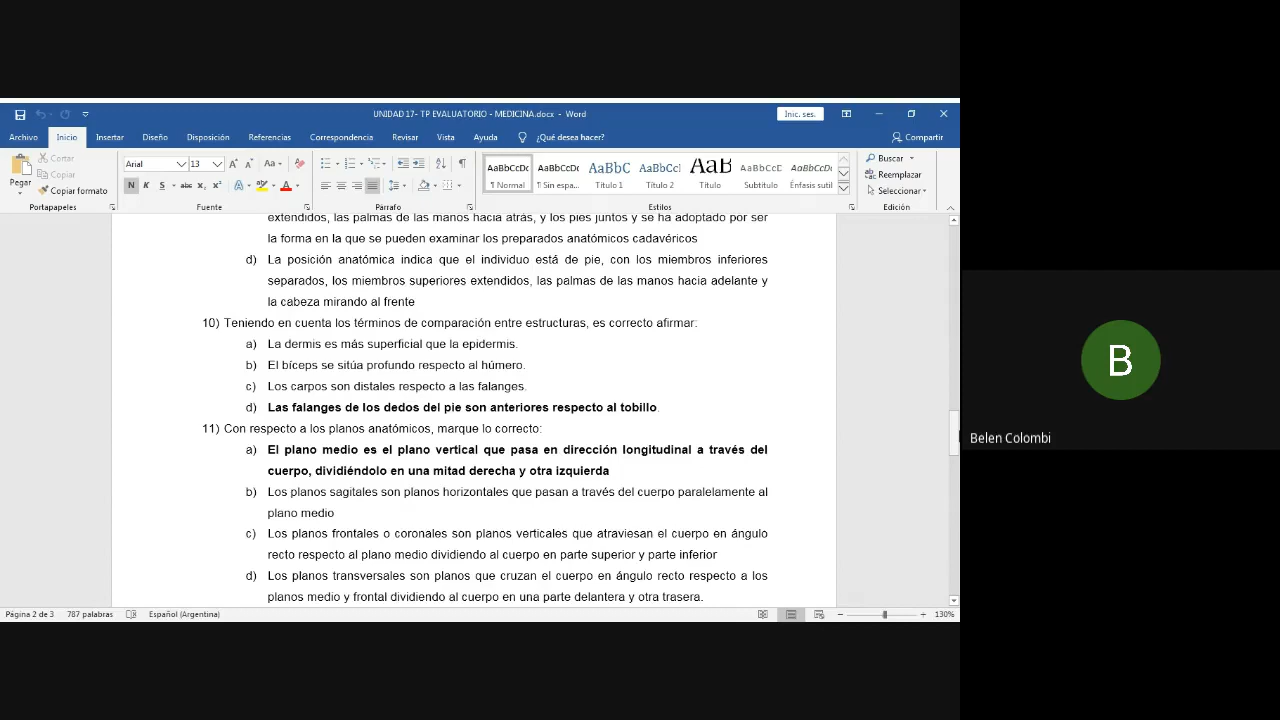 UNIDAD 17- TP EVALUATORIO - MEDICINA.docx - Word
Inic. ses.
Archivo Inicio Insertar Diseño Disposición Referencias Correspondencia Revisar Vista Ayuda ¿Qué desea hacer? Compartir
Pegar
Cortar
Copiar
Copiar formato
Portapapeles
Arial 13
Aa
N K S abc x₂ x²
Fuente
Párrafo
AaBbCcDc AaBbCcDc AaBbC AaBbCcI AaB AaBbCcD AaBbCcDc
¶ Normal ¶ Sin espa... Título 1 Título 2 Título Subtítulo Énfasis sutil
Estilos
Buscar
Reemplazar
Seleccionar
Edición
extendidos, las palmas de las manos hacia atrás, y los pies juntos y se ha adoptado por ser
la forma en la que se pueden examinar los preparados anatómicos cadavéricos
d) La posición anatómica indica que el individuo está de pie, con los miembros inferiores
separados, los miembros superiores extendidos, las palmas de las manos hacia adelante y
la cabeza mirando al frente
10) Teniendo en cuenta los términos de comparación entre estructuras, es correcto afirmar:
a) La dermis es más superficial que la epidermis.
b) El bíceps se sitúa profundo respecto al húmero.
c) Los carpos son distales respecto a las falanges.
d) Las falanges de los dedos del pie son anteriores respecto al tobillo.
11) Con respecto a los planos anatómicos, marque lo correcto:
a) El plano medio es el plano vertical que pasa en dirección longitudinal a través del
cuerpo, dividiéndolo en una mitad derecha y otra izquierda
b) Los planos sagitales son planos horizontales que pasan a través del cuerpo paralelamente al
plano medio
c) Los planos frontales o coronales son planos verticales que atraviesan el cuerpo en ángulo
recto respecto al plano medio dividiendo al cuerpo en parte superior y parte inferior
d) Los planos transversales son planos que cruzan el cuerpo en ángulo recto respecto a los
planos medio y frontal dividiendo al cuerpo en una parte delantera y otra trasera.
Página 2 de 3 787 palabras Español (Argentina) 130%
B
Belen Colombi